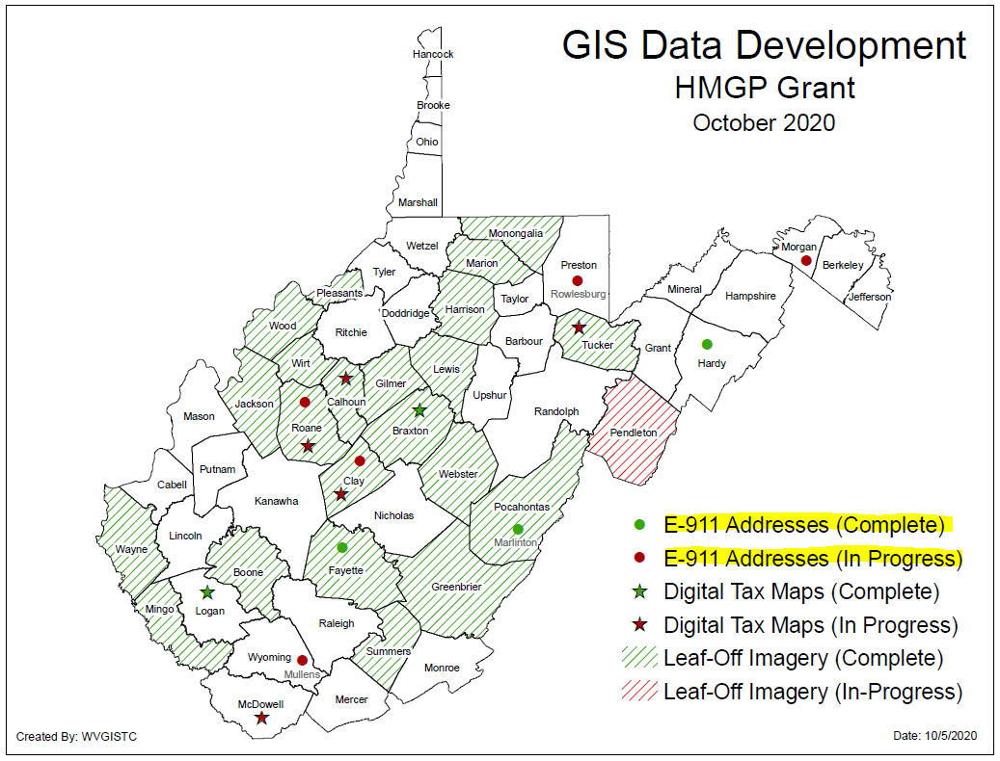 GIS Data Development
HMGP Grant
October 2020
Hancock
Brooke
Ohio
Marshall
Wetzel
Monongalia
Marion
Preston
Rowlesburg
Morgan
Berkeley
Jefferson
Mineral
Hampshire
Tyler
Pleasants
Doddridge
Harrison
Taylor
Wood
Ritchie
Barbour
Tucker
Grant
Hardy
Wirt
Lewis
Gilmer
Calhoun
Upshur
Jackson
Mason
Roane
Braxton
Randolph
Pendleton
Putnam
Cabell
Clay
Webster
Kanawha
Nicholas
Pocahontas
Marlinton
Lincoln
Wayne
Boone
Fayette
Greenbrier
Mingo
Logan
Raleigh
Wyoming
Mullens
Summers
Monroe
McDowell
Mercer
E-911 Addresses (Complete)
E-911 Addresses (In Progress)
Digital Tax Maps (Complete)
Digital Tax Maps (In Progress)
Leaf-Off Imagery (Complete)
Leaf-Off Imagery (In-Progress)
Created By: WVGISTC
Date: 10/5/2020